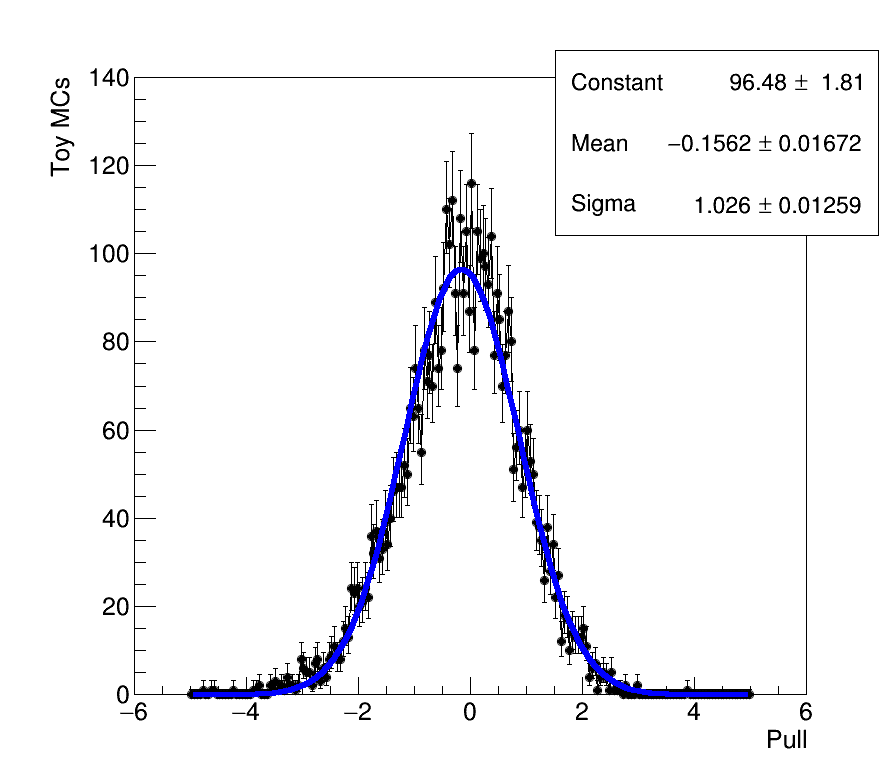 Toy MCs
140
120
100
80
60
40
20
0
−6 −4 −2 0 2 4 6
Pull
Constant 96.48 ± 1.81
Mean −0.1562 ± 0.01672
Sigma 1.026 ± 0.01259